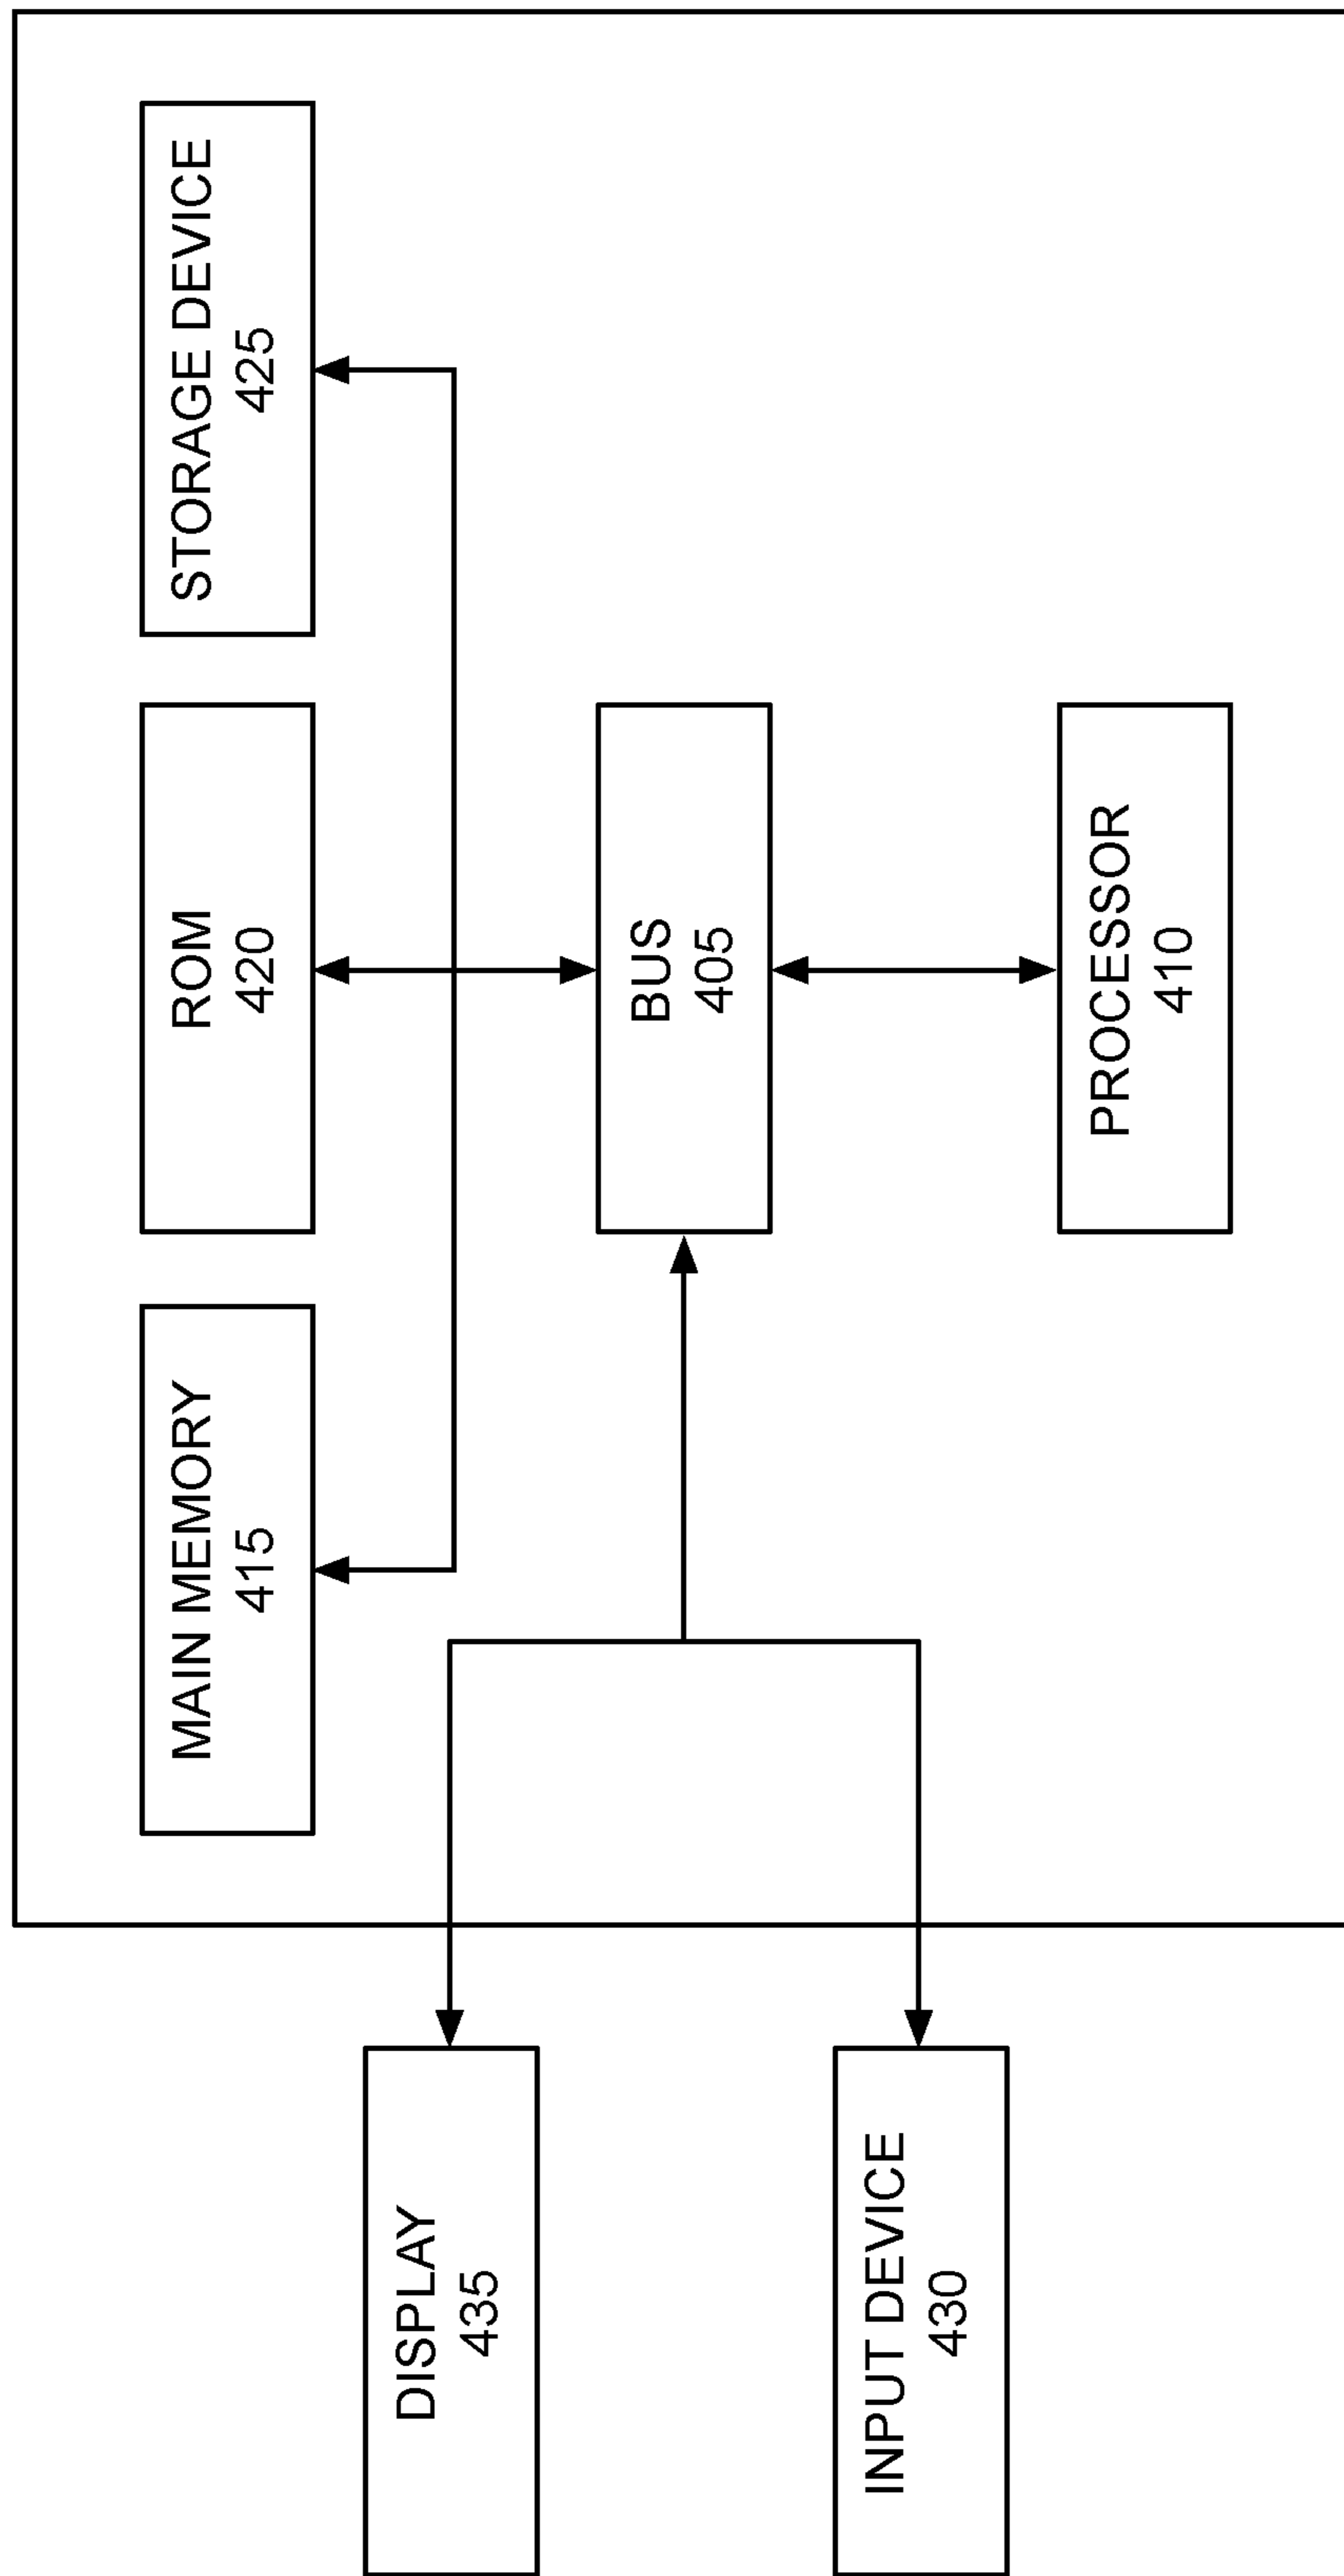 MAIN MEMORY
415
ROM
420
STORAGE DEVICE
425
DISPLAY
435
BUS
405
INPUT DEVICE
430
PROCESSOR
410